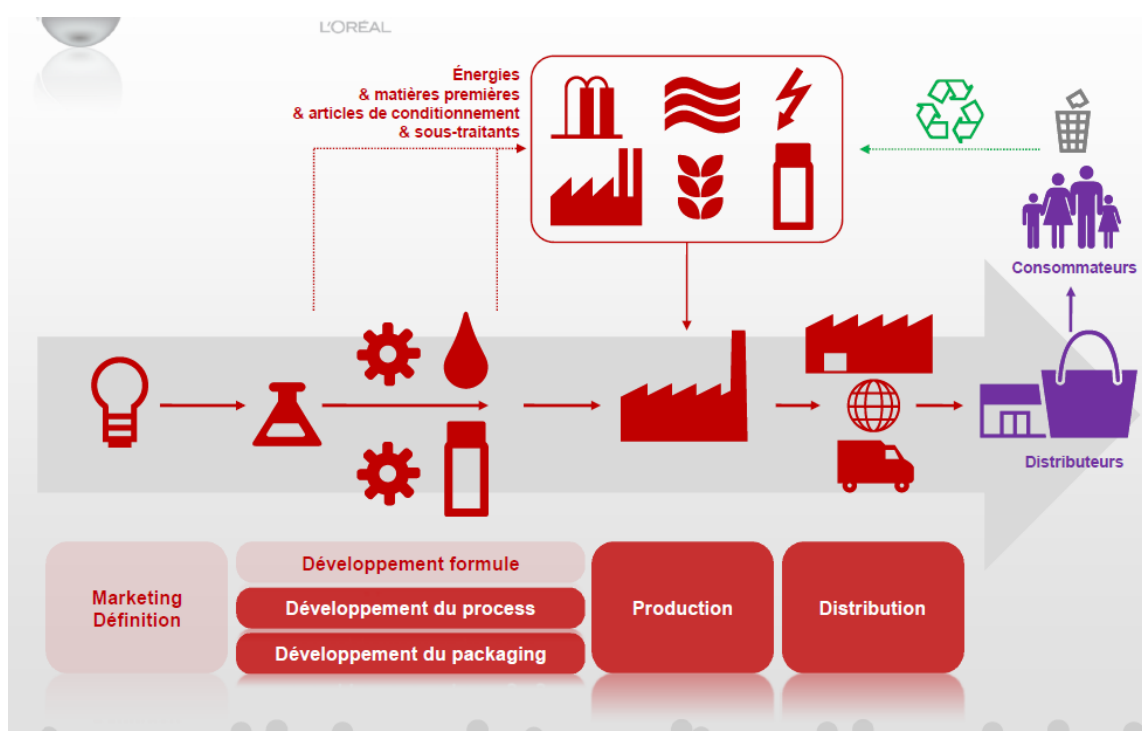 L'ORÉAL
Énergies
& matières premières
& articles de conditionnement
& sous-traitants
Consommateurs
Distributeurs
Marketing
Définition
Développement formule
Développement du process
Développement du packaging
Production
Distribution